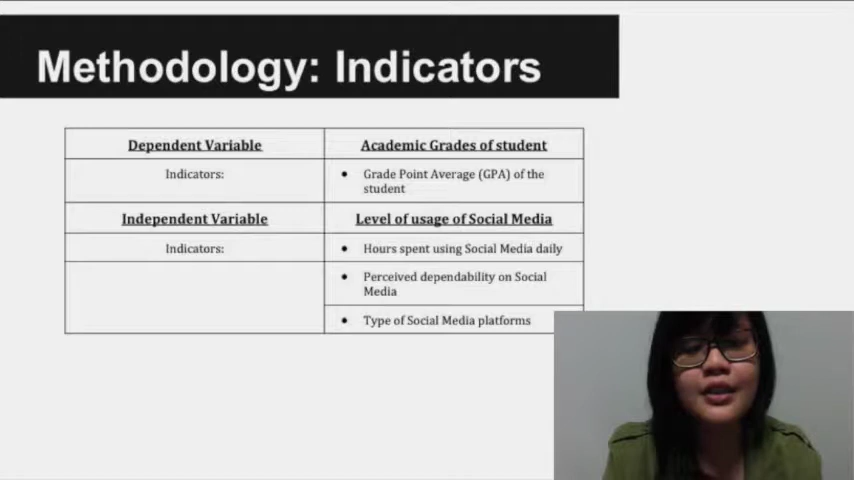 Methodology: Indicators
Dependent Variable
Academic Grades of student
Indicators:
• Grade Point Average (GPA) of the
student
Independent Variable
Level of usage of Social Media
Indicators:
• Hours spent using Social Media daily
• Perceived dependability on Social
Media
• Type of Social Media platforms